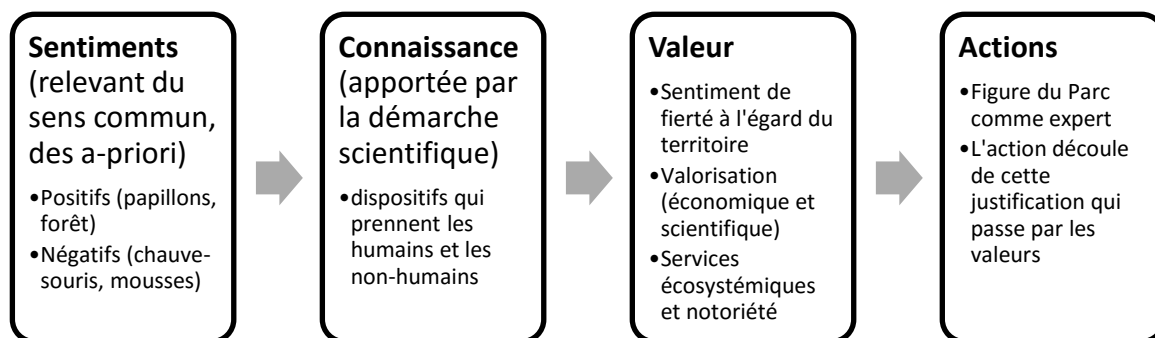 Sentiments
(relevant du
sens commun,
des a-priori)
•Positifs (papillons,
forêt)
•Négatifs (chauve-
souris, mousses)
Connaissance
(apportée par
la démarche
scientifique)
•dispositifs qui
prennent les
humains et les
non-humains
Valeur
•Sentiment de
fierté à l'égard du
territoire
•Valorisation
(économique et
scientifique)
•Services
écosystémiques
et notoriété
Actions
•Figure du Parc
comme expert
•L'action découle
de cette
justification qui
passe par les
valeurs